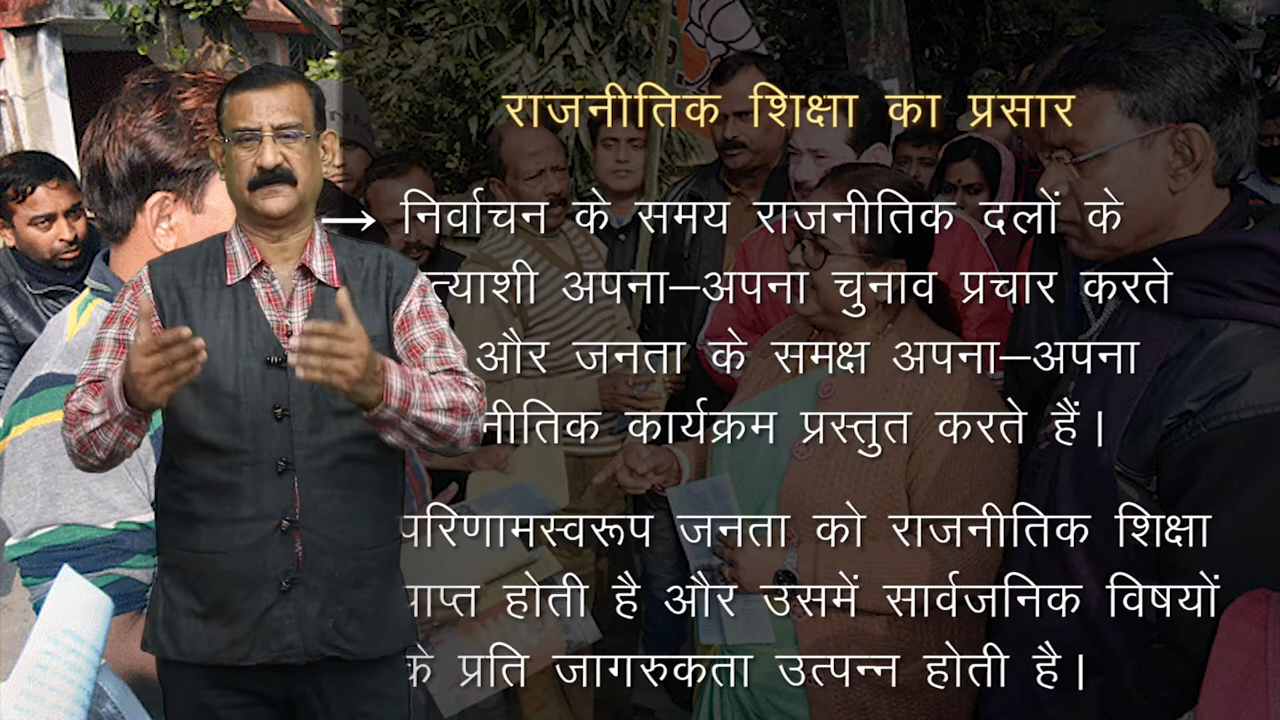 राजनीतिक शिक्षा का प्रसार
→ निर्वाचन के समय राजनीतिक दलों के
अपना–अपना चुनाव प्रचार करते
और जनता के समक्ष अपना–अपना
कार्यक्रम प्रस्तुत करते हैं।
परिणामस्वरूप जनता को राजनीतिक शिक्षा
होती है और उसमें सार्वजनिक विषयों
के प्रति जागरुकता उत्पन्न होती है।